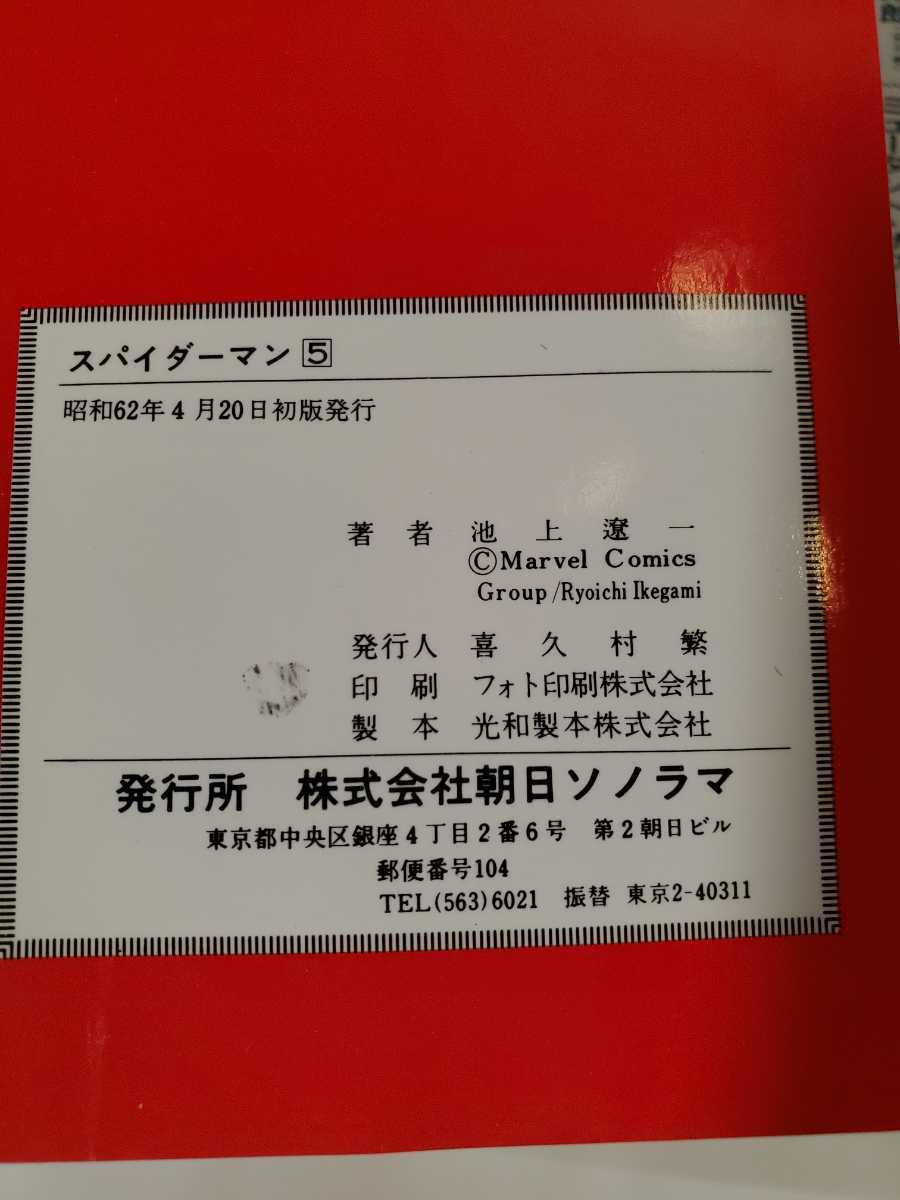 スパイダーマン 5
昭和62年4月20日初版発行
著者 池上遼一
©Marvel Comics
Group/Ryoichi Ikegami
発行人 喜久村繁
印刷 フォト印刷株式会社
製本 光和製本株式会社
発行所 株式会社朝日ソノラマ
東京都中央区銀座4丁目2番6号 第2朝日ビル
郵便番号104
TEL(563)6021 振替 東京2-40311